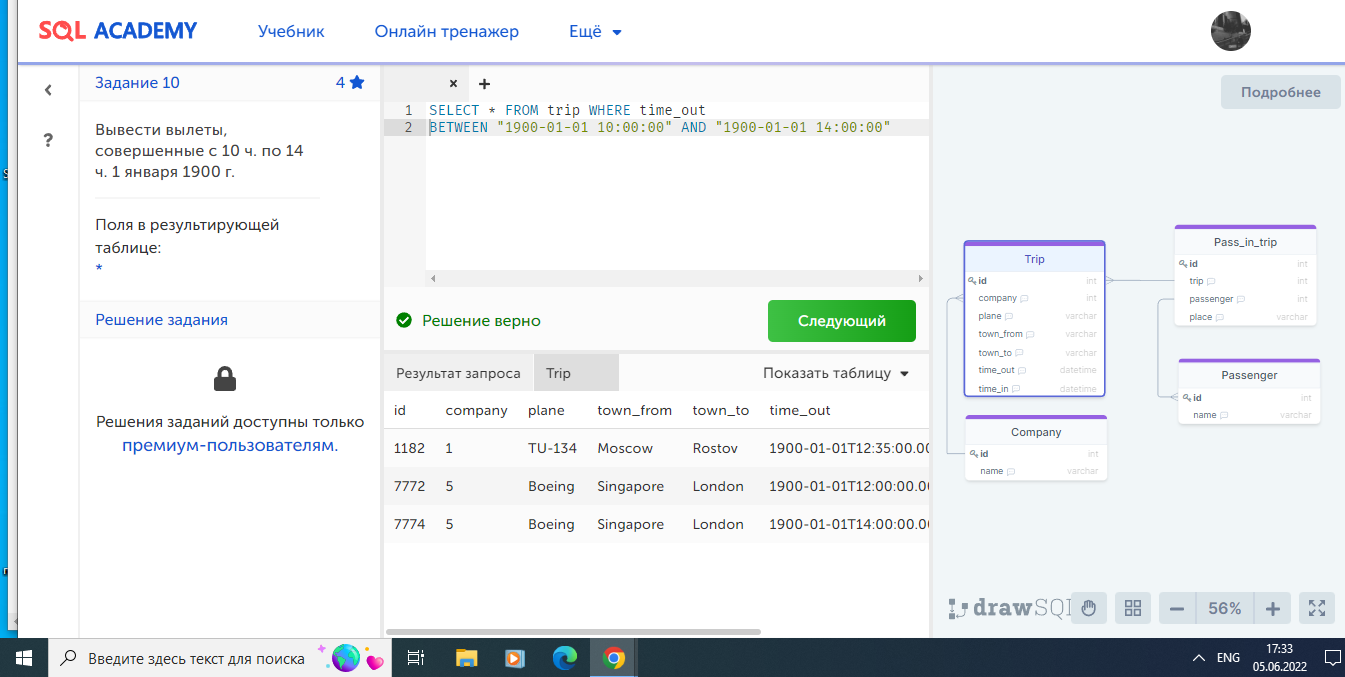 SQL ACADEMY
Учебник
Онлайн тренажер
Ещё
Задание 10
4
Вывести вылеты,
совершенные с 10 ч. по 14
ч. 1 января 1900 г.
Поля в результирующей
таблице:
*
Решение задания
Решения заданий доступны только
премиум-пользователям.
× +
1 SELECT * FROM trip WHERE time_out
2 BETWEEN "1900-01-01 10:00:00" AND "1900-01-01 14:00:00"
Решение верно
Следующий
Результат запроса
Trip
Показать таблицу
id company plane town_from town_to time_out
1182 1 TU-134 Moscow Rostov 1900-01-01T12:35:00.00
7772 5 Boeing Singapore London 1900-01-01T12:00:00.00
7774 5 Boeing Singapore London 1900-01-01T14:00:00.00
Подробнее
Trip
id int
company int
plane varchar
town_from varchar
town_to varchar
time_out datetime
time_in datetime
Company
id int
name varchar
Pass_in_trip
id int
trip int
passenger int
place varchar
Passenger
id int
name varchar
drawSQL
56%
Введите здесь текст для поиска
ENG
17:33
05.06.2022